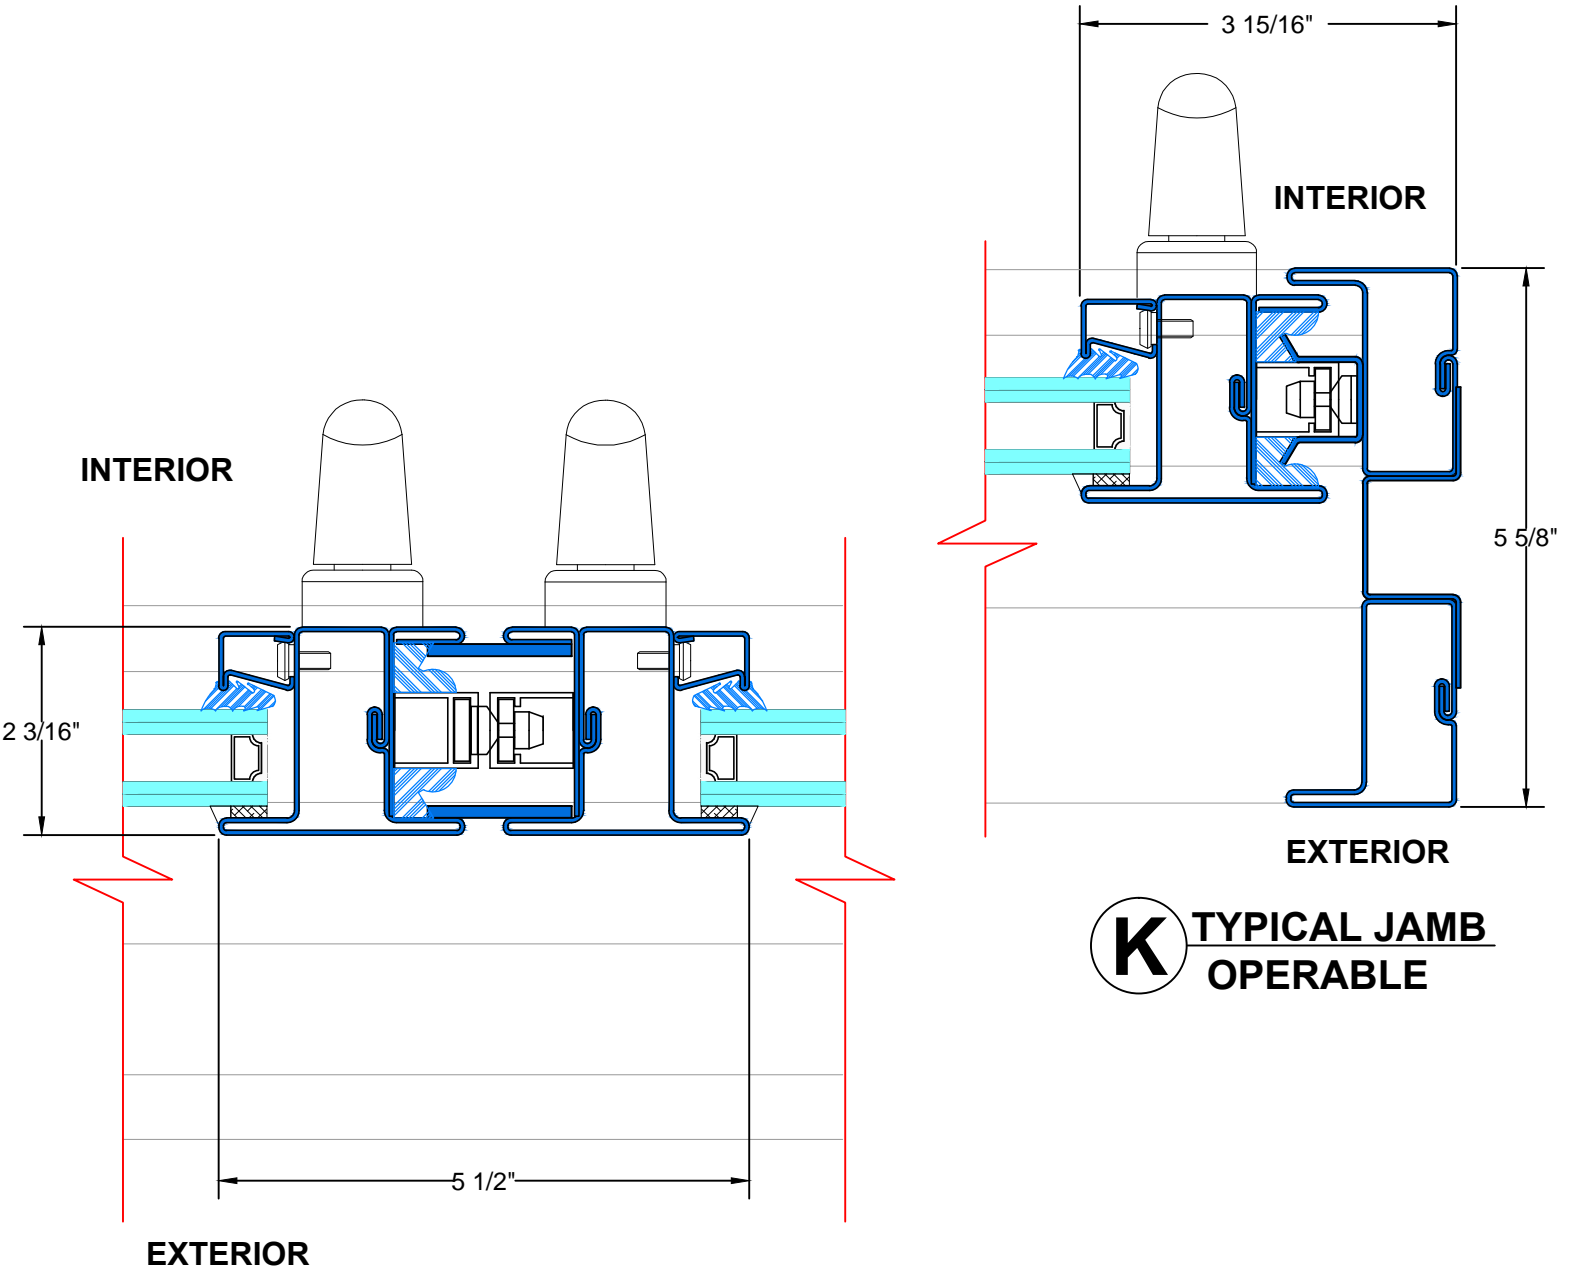 3 15/16"
INTERIOR
INTERIOR
5 5/8"
2 3/16"
EXTERIOR
K TYPICAL JAMB
OPERABLE
5 1/2"
EXTERIOR